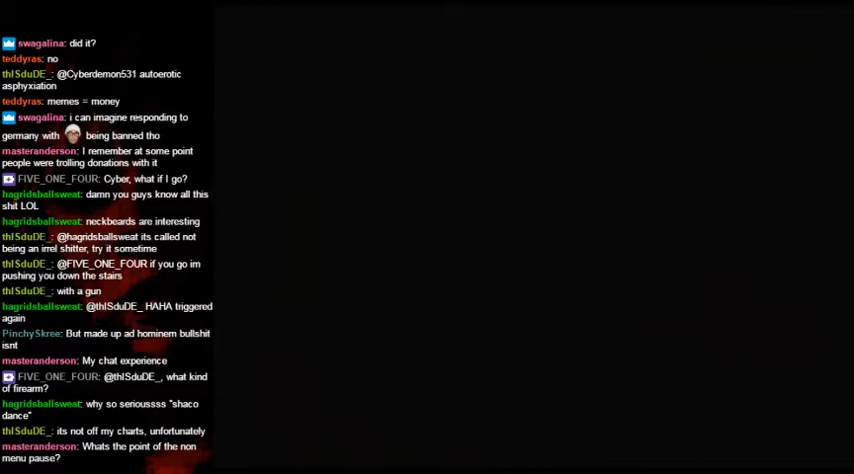 swagalina: did it?
teddyras: no
thISduDE_: @Cyberdemon531 autoerotic
asphyxiation
teddyras: memes = money
swagalina: i can imagine responding to
germany with being banned tho
masteranderson: I remember at some point
people were trolling donations with it
FIVE_ONE_FOUR: Cyber, what if I go?
hagridsballsweat: damn you guys know all this
shit LOL
hagridsballsweat: neckbeards are interesting
thISduDE_: @hagridsballsweat its called not
being an irrel shitter, try it sometime
thISduDE_: @FIVE_ONE_FOUR if you go im
pushing you down the stairs
thISduDE_: with a gun
hagridsballsweat: @thISduDE_ HAHA triggered
again
PinchySkree: But made up ad hominem bullshit
isnt
masteranderson: My chat experience
FIVE_ONE_FOUR: @thISduDE_, what kind
of firearm?
hagridsballsweat: why so serioussss "shaco
dance"
thISduDE_: its not off my charts, unfortunately
masteranderson: Whats the point of the non
menu pause?